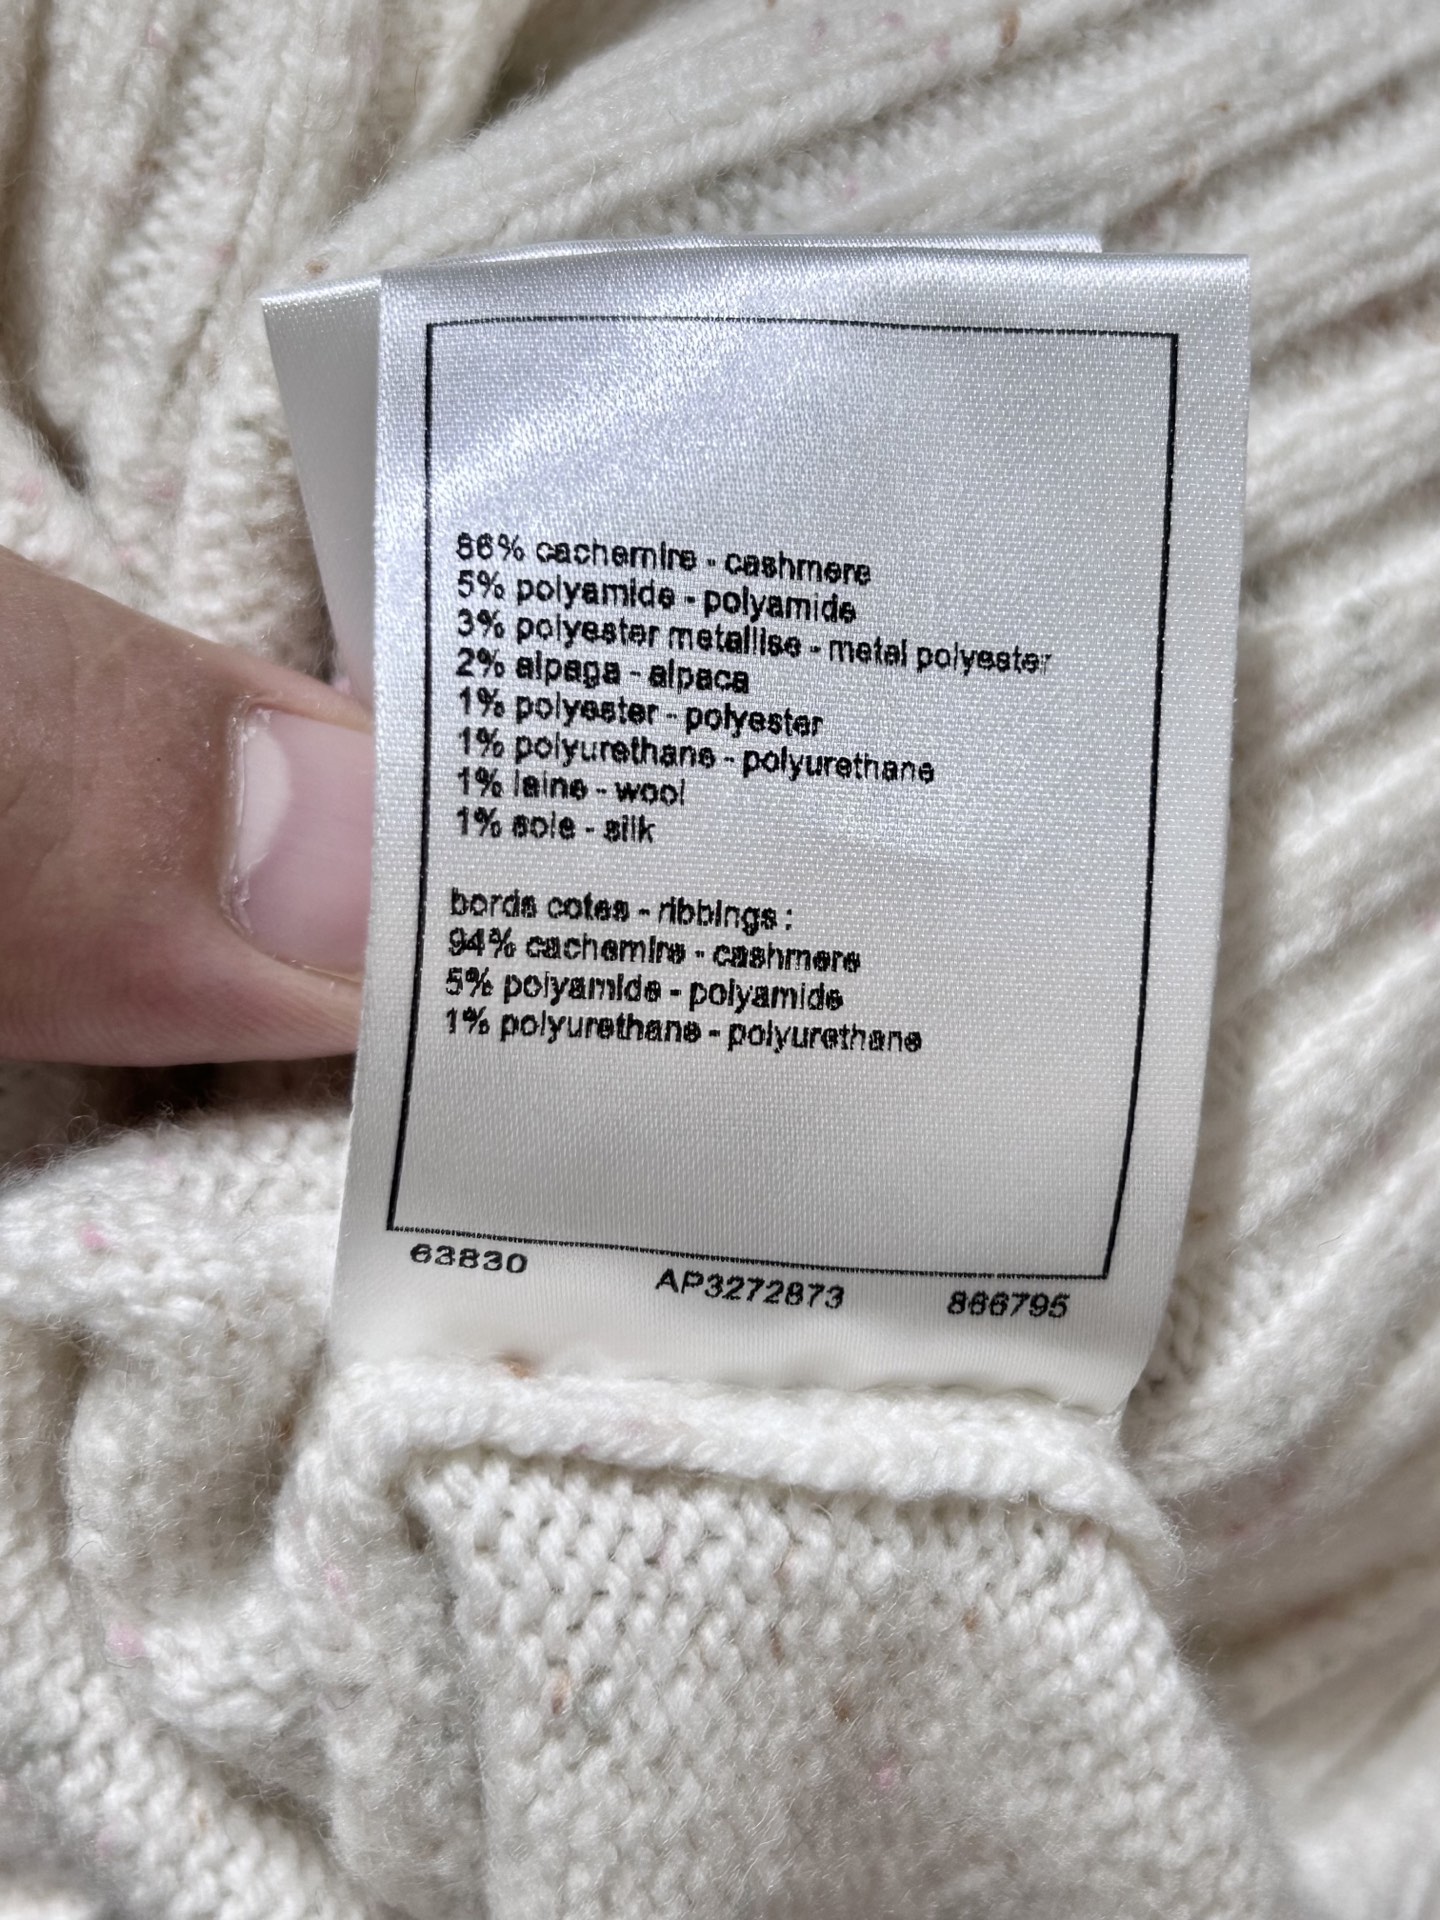 86% cachemire - cashmere
5% polyamide - polyamide
3% polyester metallise - metal polyester
2% alpaga - alpaca
1% polyester - polyester
1% polyurethane - polyurethane
1% laine - wool
1% soie - silk
bords cotes - ribbings :
94% cachemire - cashmere
5% polyamide - polyamide
1% polyurethane - polyurethane
63830 AP3272873 866795